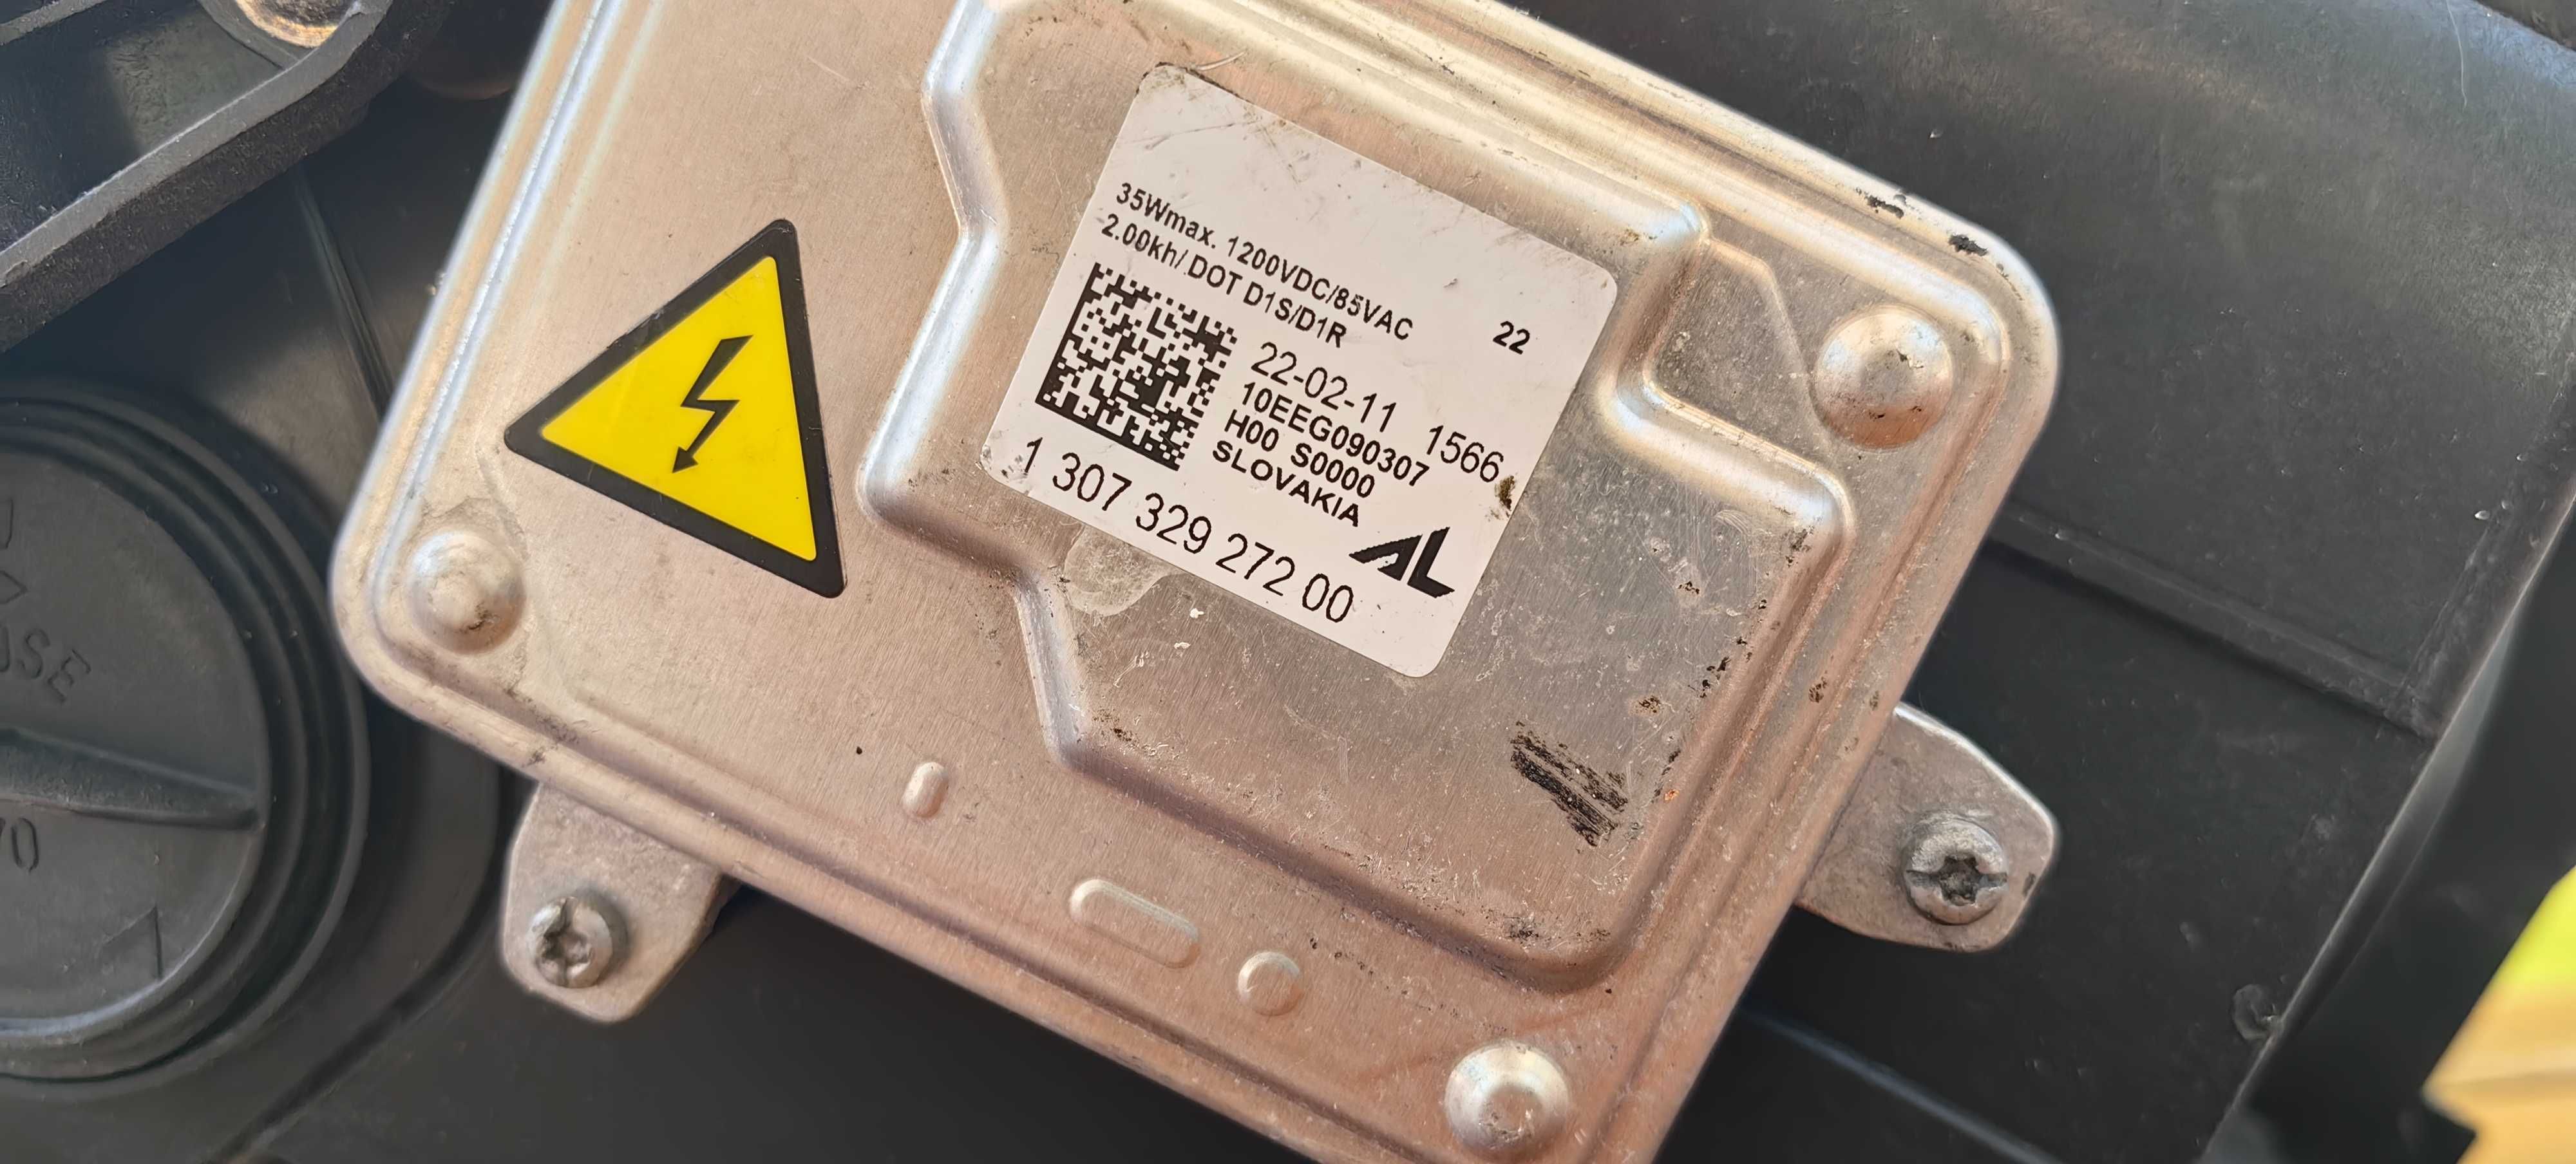 35Wmax. 1200VDC/85VAC 22
2.00kh/ DOT D1S/D1R
22-02-11 1566
10EEG090307
H00 S0000
SLOVAKIA
AL
1 307 329 272 00